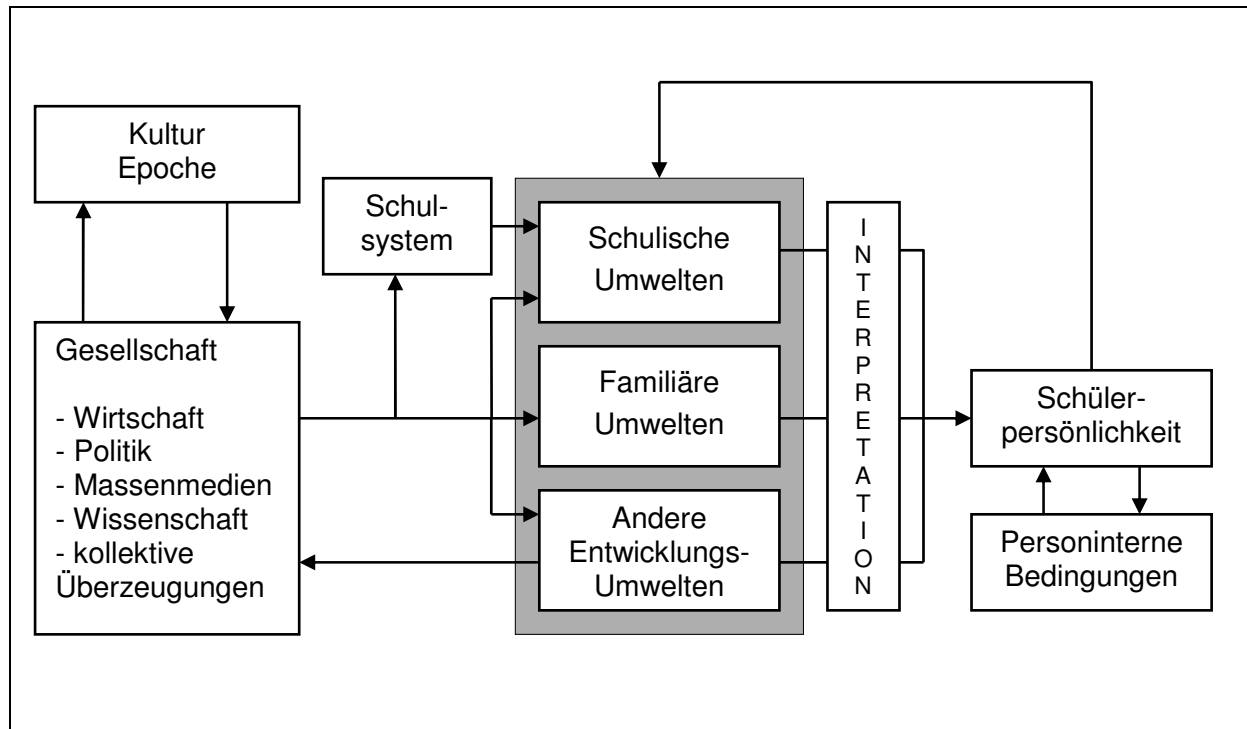 Kultur
Epoche
Gesellschaft
- Wirtschaft
- Politik
- Massenmedien
- Wissenschaft
- kollektive
Überzeugungen
Schul-
system
Schulische
Umwelten
Familiäre
Umwelten
Andere
Entwicklungs-
Umwelten
INTERPRETATION
Schüler-
persönlichkeit
Personinterne
Bedingungen